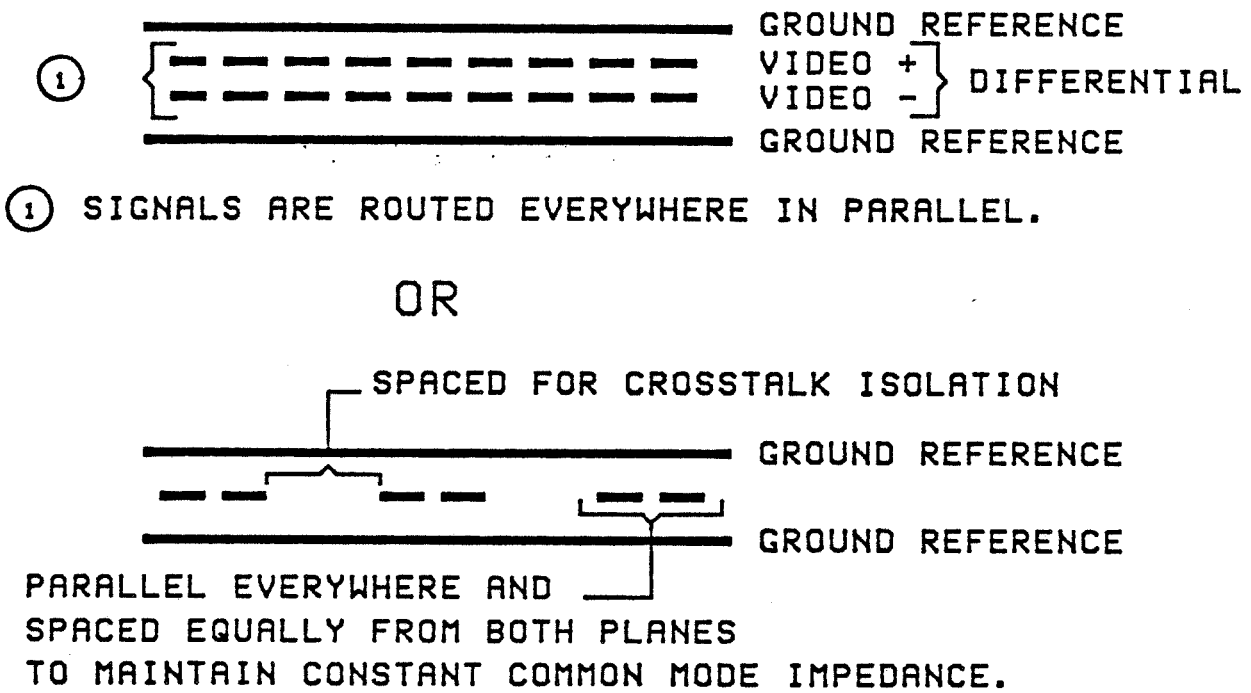 GROUND REFERENCE
① VIDEO +
VIDEO - DIFFERENTIAL
GROUND REFERENCE
① SIGNALS ARE ROUTED EVERYWHERE IN PARALLEL.
OR
SPACED FOR CROSSTALK ISOLATION
GROUND REFERENCE
GROUND REFERENCE
PARALLEL EVERYWHERE AND
SPACED EQUALLY FROM BOTH PLANES
TO MAINTAIN CONSTANT COMMON MODE IMPEDANCE.